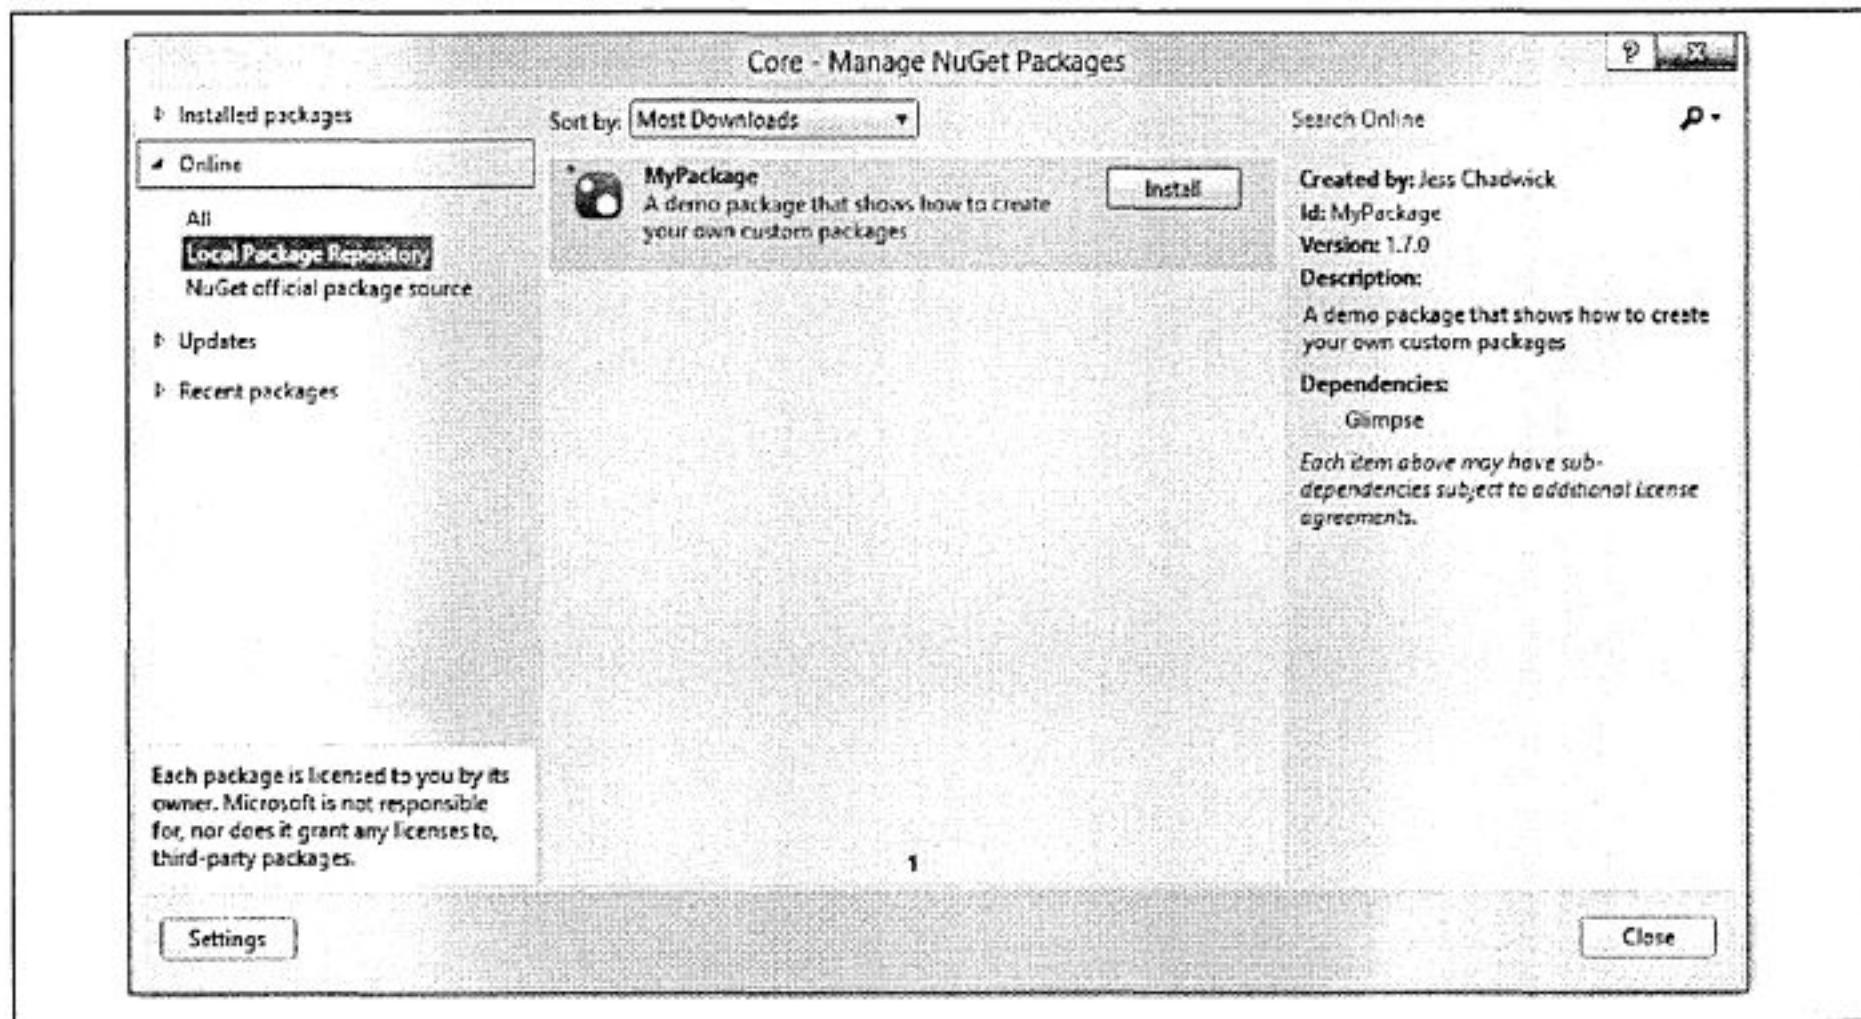 Core - Manage NuGet Packages
Installed packages
Online
All
Local Package Repository
NuGet official package source
Updates
Recent packages
Each package is licensed to you by its
owner. Microsoft is not responsible
for, nor does it grant any licenses to,
third-party packages.
Settings
Sort by: Most Downloads
MyPackage
A demo package that shows how to create
your own custom packages
Install
1
Search Online
Created by: Jess Chadwick
Id: MyPackage
Version: 1.7.0
Description:
A demo package that shows how to create
your own custom packages
Dependencies:
Glimpse
Each item above may have sub-
dependencies subject to additional license
agreements.
Close